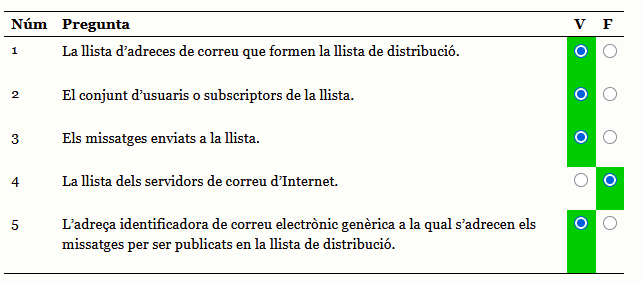 Núm Pregunta V F
1 La llista d’adreces de correu que formen la llista de distribució.
2 El conjunt d’usuaris o subscriptors de la llista.
3 Els missatges enviats a la llista.
4 La llista dels servidors de correu d’Internet.
5 L’adreça identificadora de correu electrònic genèrica a la qual s’adrecen els
missatges per ser publicats en la llista de distribució.